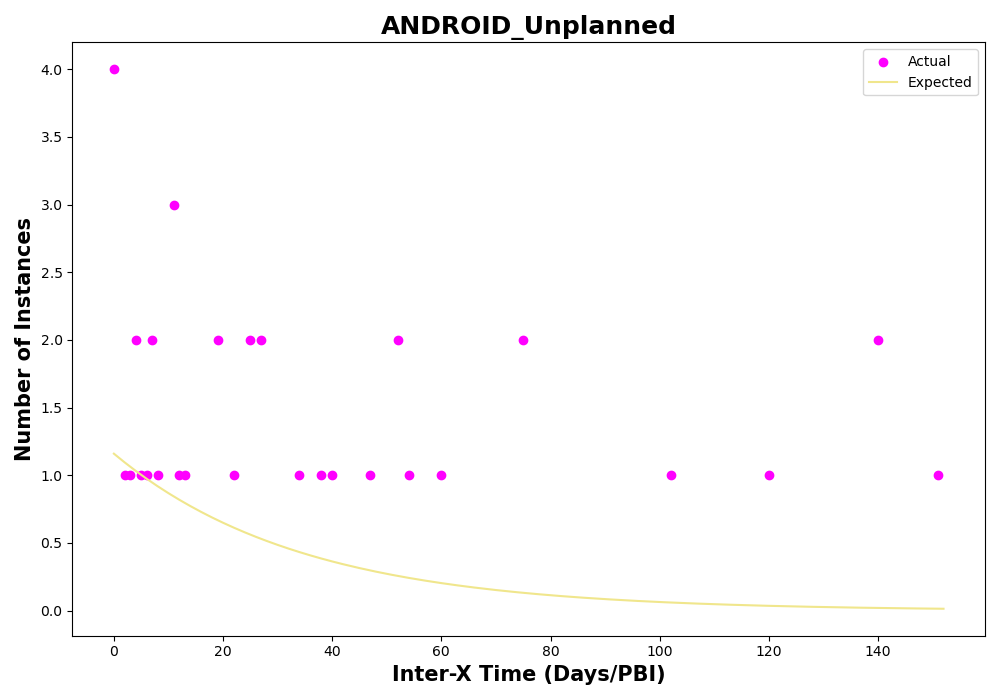 ANDROID_Unplanned
Actual
Expected
Number of Instances
4.0
3.5
3.0
2.5
2.0
1.5
1.0
0.5
0.0
0 20 40 60 80 100 120 140
Inter-X Time (Days/PBI)